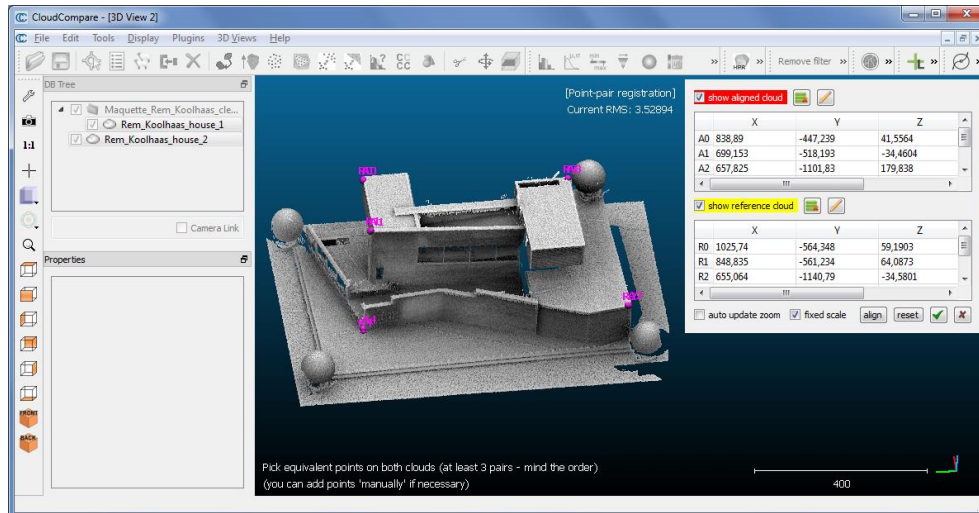 CloudCompare - [3D View 2]
File Edit Tools Display Plugins 3D Views Help
Remove filter
DB Tree
Maquette_Rem_Koolhaas_cle...
Rem_Koolhaas_house_1
Rem_Koolhaas_house_2
1:1
Camera Link
Properties
FRONT
BACK
[Point-pair registration]
Current RMS: 3.52894
show aligned cloud
X Y Z
A0 838,89 -447,239 41,5564
A1 699,153 -518,193 -34,4604
A2 657,825 -1101,83 179,838
show reference cloud
X Y Z
R0 1025,74 -564,348 59,1903
R1 848,835 -561,234 64,0873
R2 655,064 -1140,79 -34,5801
auto update zoom fixed scale align reset
Pick equivalent points on both clouds (at least 3 pairs - mind the order)
(you can add points 'manually' if necessary)
400